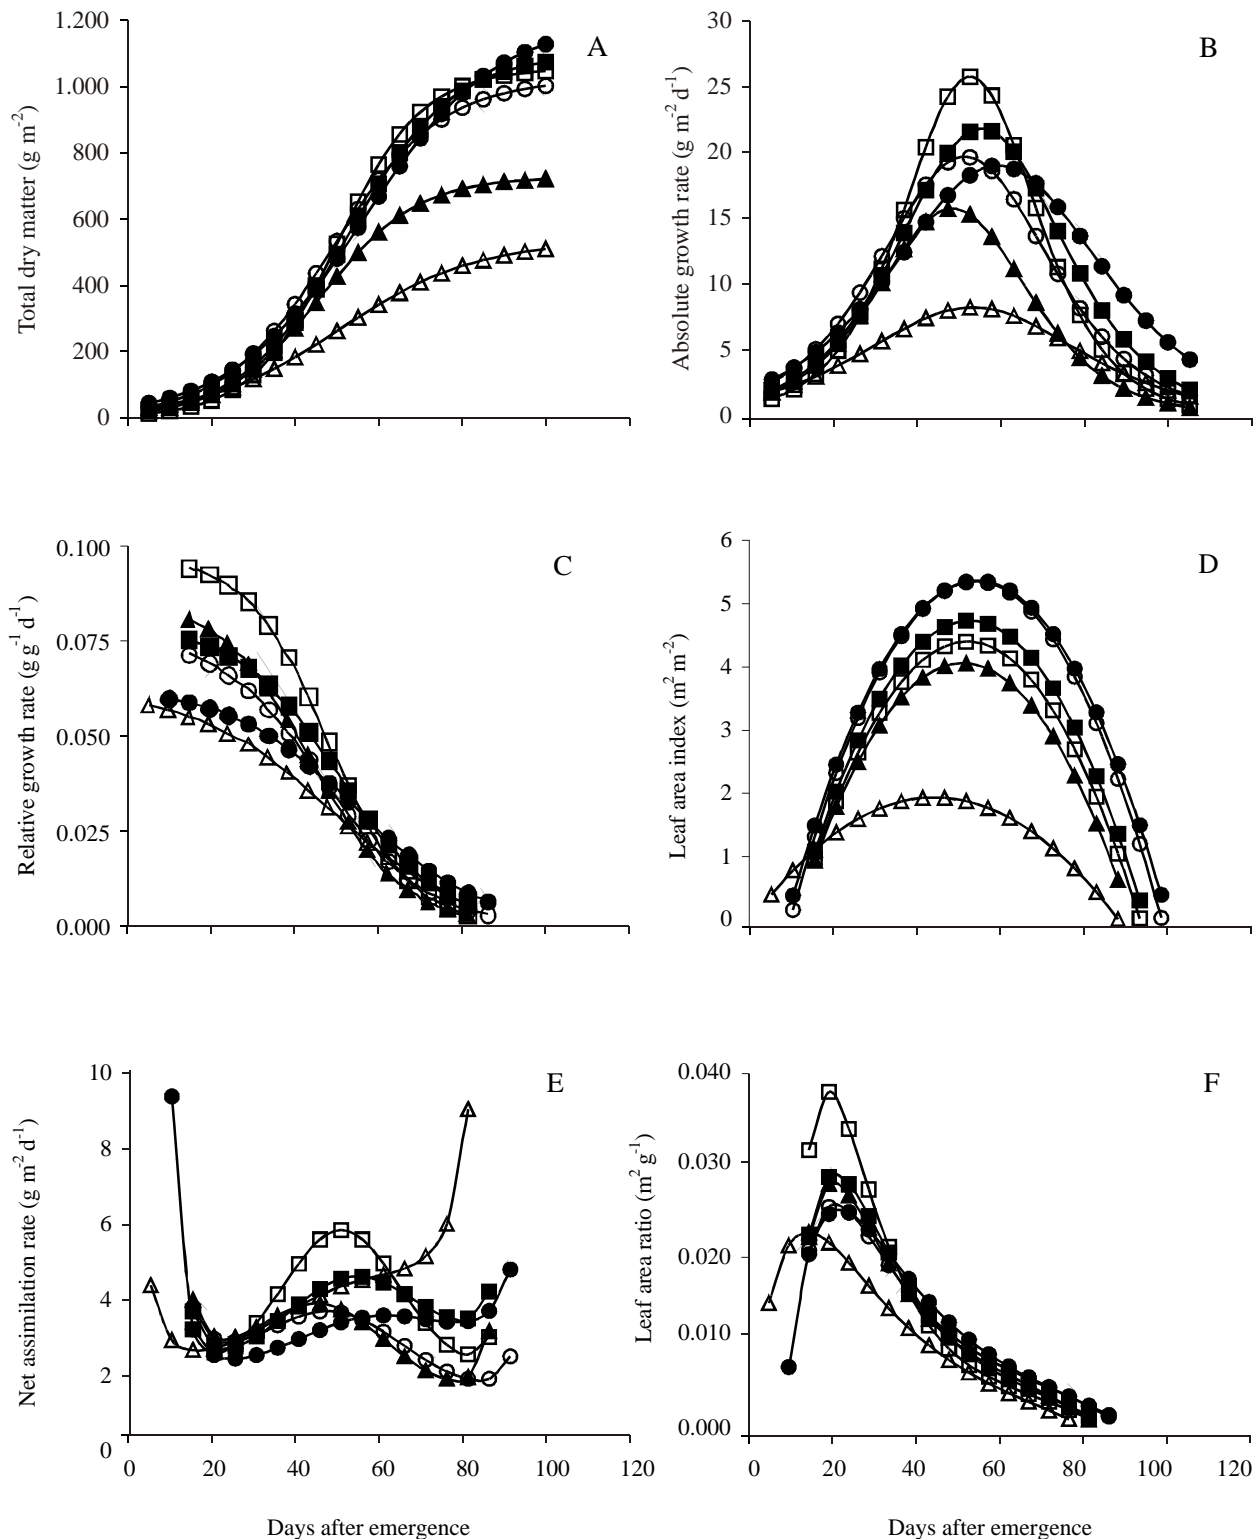 A
Total dry matter (g m-2)
1.200
1.000
800
600
400
200
0
B
Absolute growth rate (g m-2 d-1)
30
25
20
15
10
5
0
C
Relative growth rate (g g-1 d-1)
0.100
0.075
0.050
0.025
0.000
D
Leaf area index (m2 m-2)
6
5
4
3
2
1
0
E
Net assimilation rate (g m-2 d-1)
10
8
6
4
2
0
0 20 40 60 80 100 120
Days after emergence
F
Leaf area ratio (m2 g-1)
0.040
0.030
0.020
0.010
0.000
0 20 40 60 80 100 120
Days after emergence